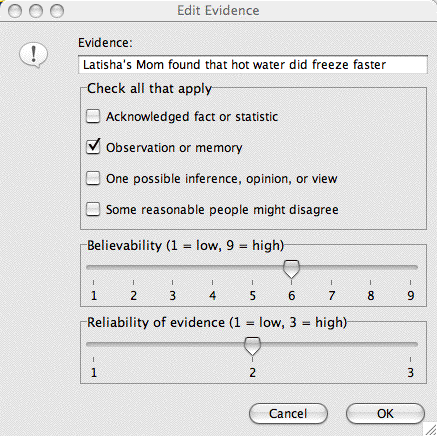 Edit Evidence
Evidence:
Latisha's Mom found that hot water did freeze faster
Check all that apply
Acknowledged fact or statistic
Observation or memory
One possible inference, opinion, or view
Some reasonable people might disagree
Believability (1 = low, 9 = high)
1 2 3 4 5 6 7 8 9
Reliability of evidence (1 = low, 3 = high)
1 2 3
Cancel OK